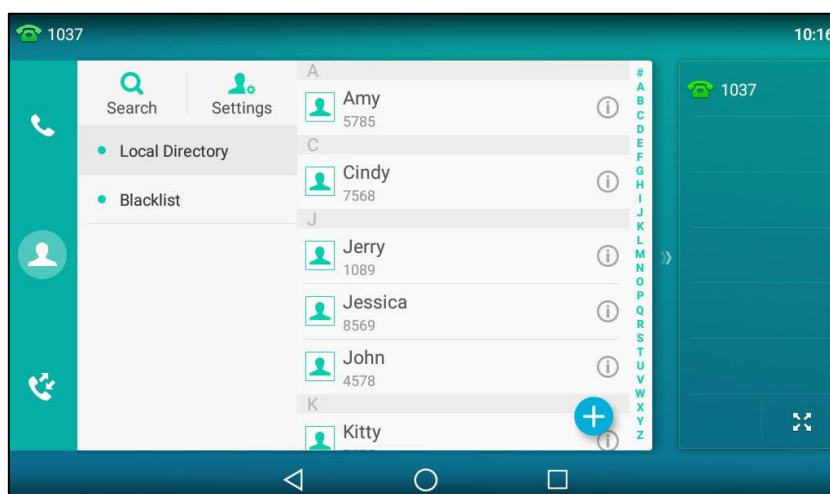 1037
10:16
Search
Settings
Local Directory
Blacklist
A
Amy
5785
C
Cindy
7568
J
Jerry
1089
Jessica
8569
John
4578
K
Kitty
#
A
B
C
D
E
F
G
H
I
J
K
L
M
N
O
P
Q
R
S
T
U
V
W
X
Y
Z
1037